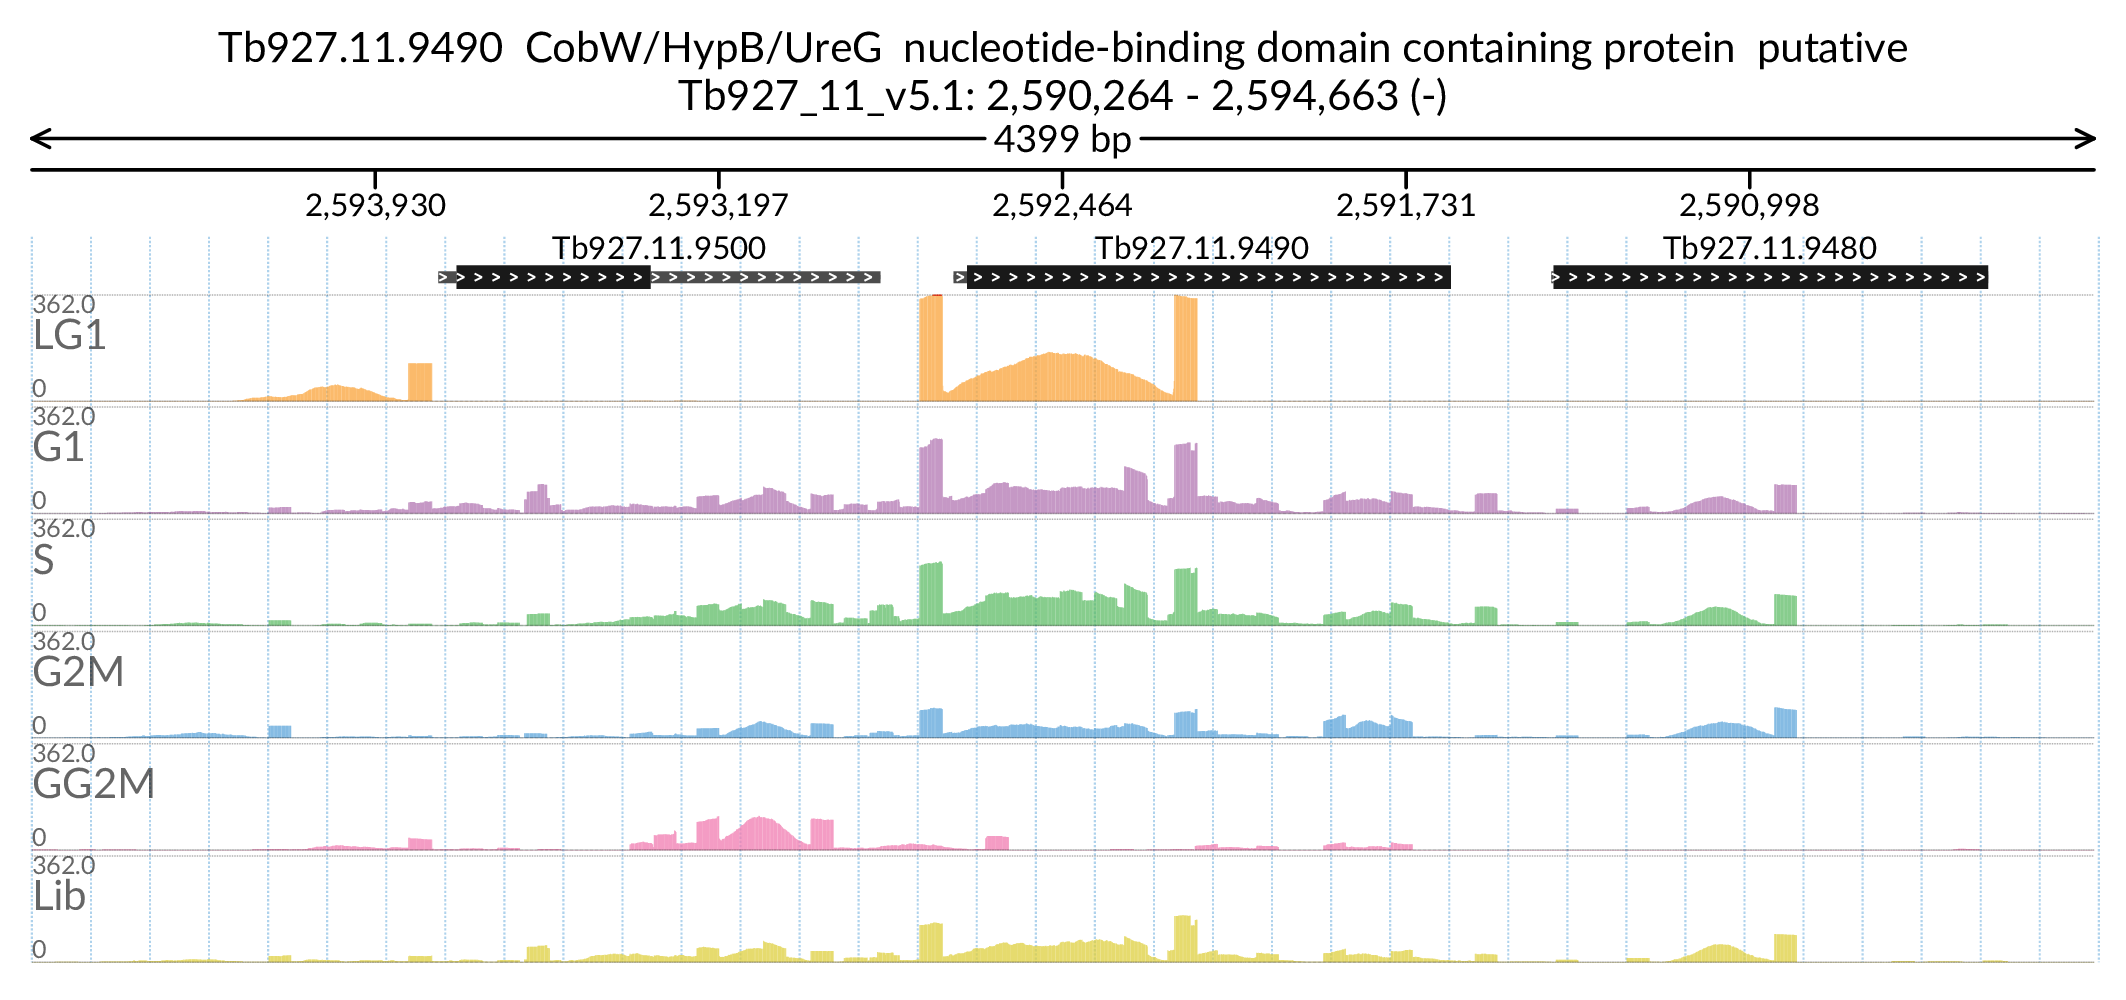 Tb927.11.9490  CobW/HypB/UreG  nucleotide-binding domain containing protein  putative
Tb927_11_v5.1: 2,590,264 - 2,594,663 (-)
4399 bp
2,593,930 2,593,197 2,592,464 2,591,731 2,590,998
Tb927.11.9500 Tb927.11.9490 Tb927.11.9480
362.0
LG1
0
362.0
G1
0
362.0
S
0
362.0
G2M
0
362.0
GG2M
0
362.0
Lib
0